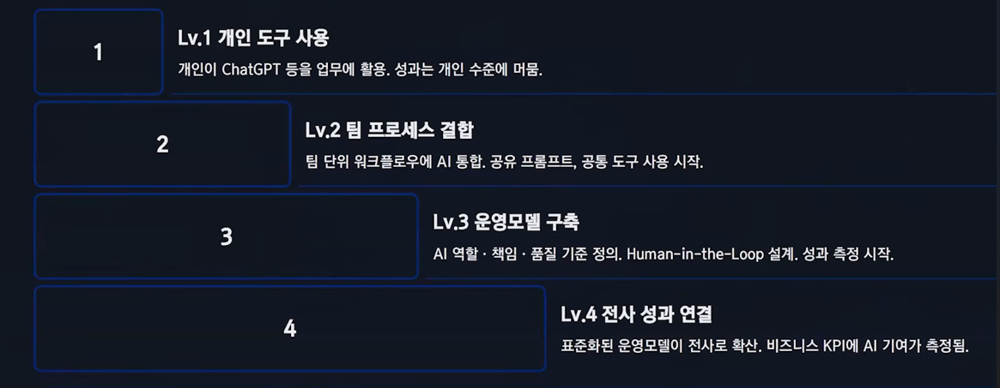 1
Lv.1 개인 도구 사용
개인이 ChatGPT 등을 업무에 활용. 성과는 개인 수준에 머뭄.
2
Lv.2 팀 프로세스 결합
팀 단위 워크플로우에 AI 통합. 공유 프롬프트, 공통 도구 사용 시작.
3
Lv.3 운영모델 구축
AI 역할 · 책임 · 품질 기준 정의. Human-in-the-Loop 설계. 성과 측정 시작.
4
Lv.4 전사 성과 연결
표준화된 운영모델이 전사로 확산. 비즈니스 KPI에 AI 기여가 측정됨.